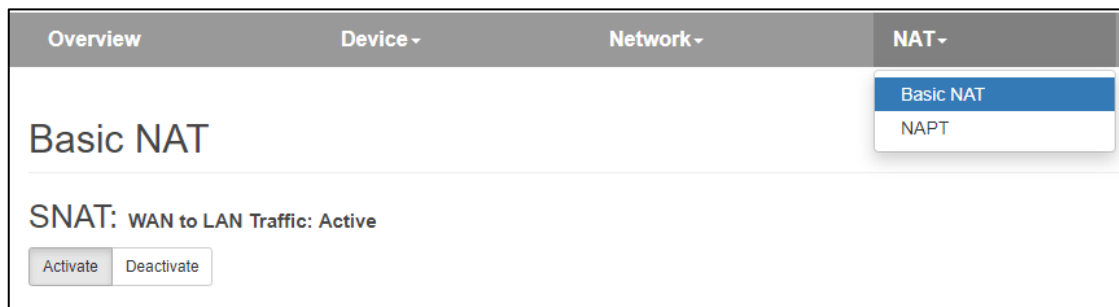 Overview Device Network NAT
Basic NAT
NAPT
Basic NAT
SNAT: WAN to LAN Traffic: Active
Activate Deactivate